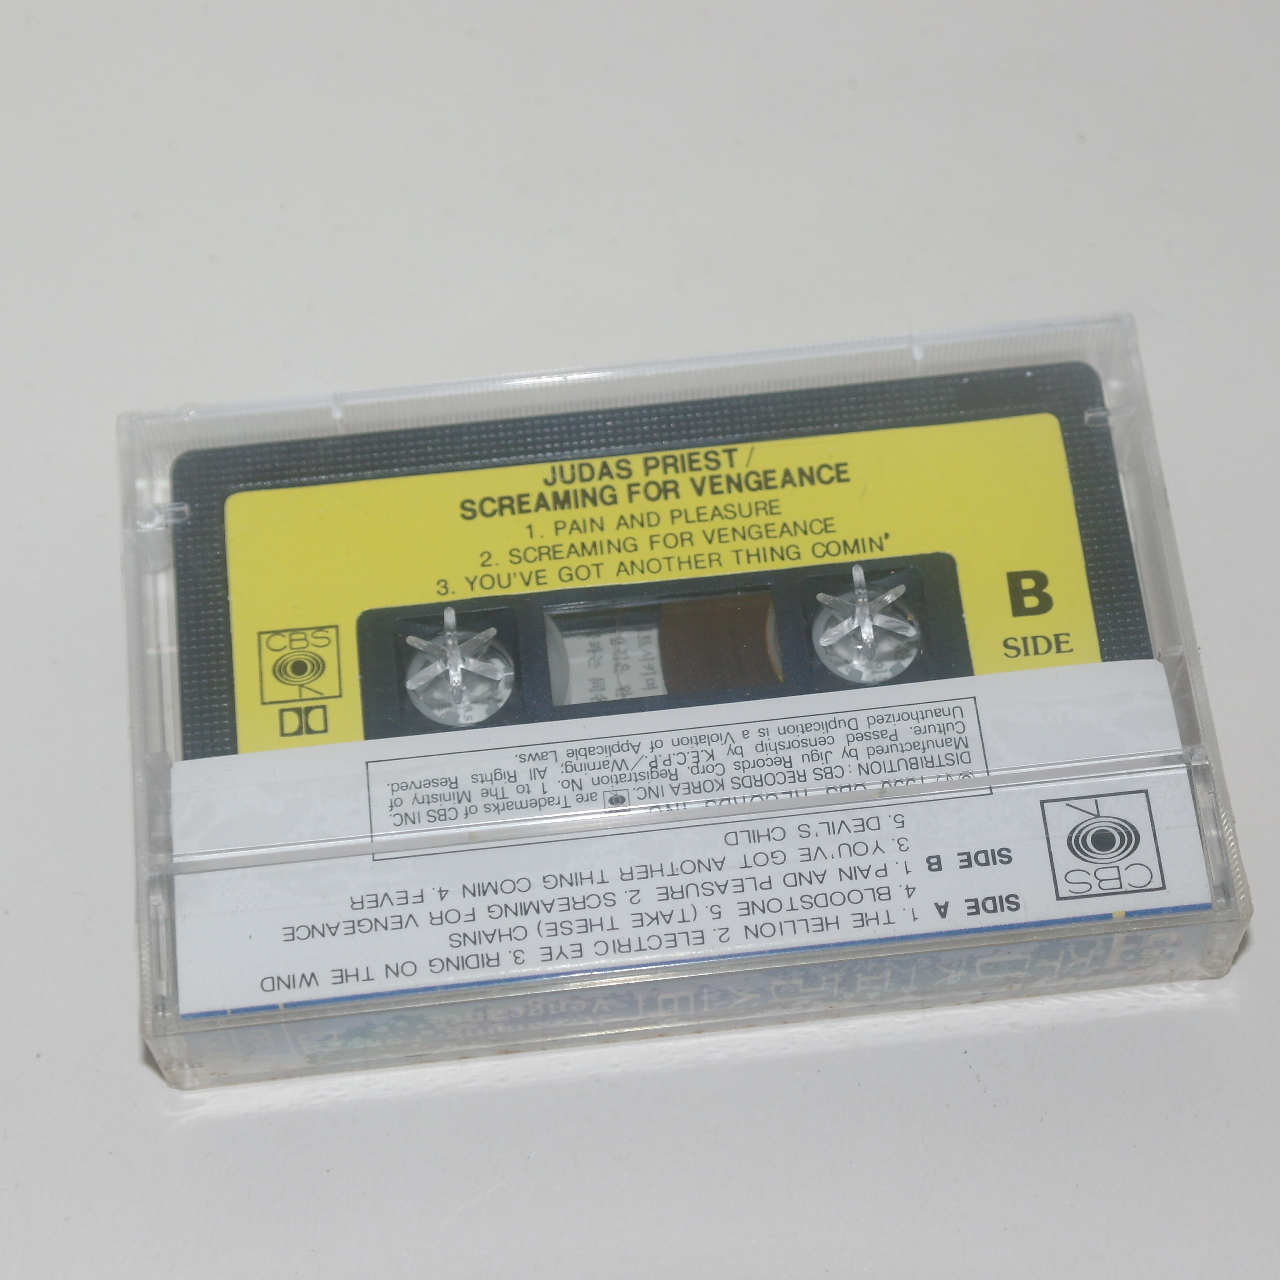 JUDAS PRIEST/
SCREAMING FOR VENGEANCE
1. PAIN AND PLEASURE
2. SCREAMING FOR VENGEANCE
3. YOU'VE GOT ANOTHER THING COMIN'
B
SIDE
CBS
SIDE A
1. THE HELLION 2. ELECTRIC EYE 3. RIDING ON THE WIND
4. BLOODSTONE 5. (TAKE THESE) CHAINS
SIDE B
1. PAIN AND PLEASURE 2. SCREAMING FOR VENGEANCE
3. YOU'VE GOT ANOTHER THING COMIN 4. FEVER
5. DEVIL'S CHILD
CBS
are Trademarks of CBS INC.
DISTRIBUTION : CBS RECORDS KOREA INC.
Manufactured by Jigu Records Corp. Registration No. 1 to The Ministry of
Culture. Passed censorship by K.E.C.P.P/Warning; All Rights Reserved.
Unauthorized Duplication is a Violation of Applicable Laws.